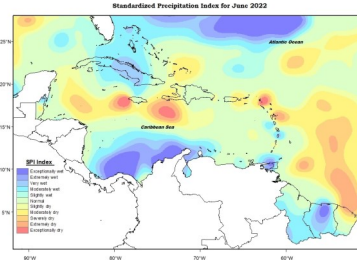 Standardized Precipitation Index for June 2022
Atlantic Ocean
25°N
20°N
Caribbean Sea
15°N
10°N
5°N
SPI Index
Exceptionally wet
Extremely wet
Very wet
Moderately wet
Slightly wet
Normal
Slightly dry
Moderately dry
Severely dry
Extremely dry
Exceptionally dry
90°W
80°W
70°W
60°W